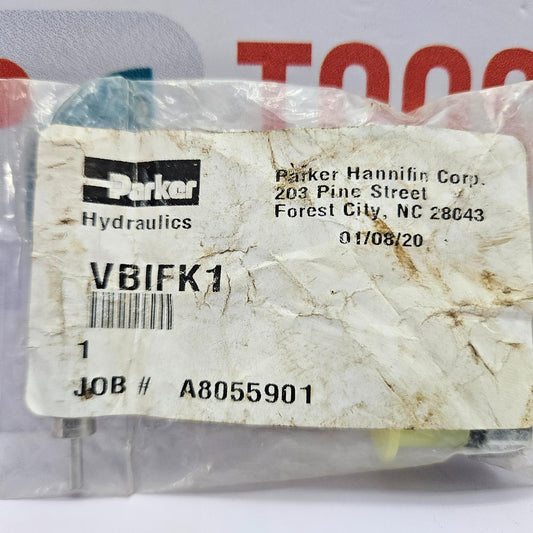 Parker
Hydraulics
Parker Hannifin Corp.
203 Pine Street
Forest City, NC 28043
01/08/20
VBIFK1
1
JOB # A8055901